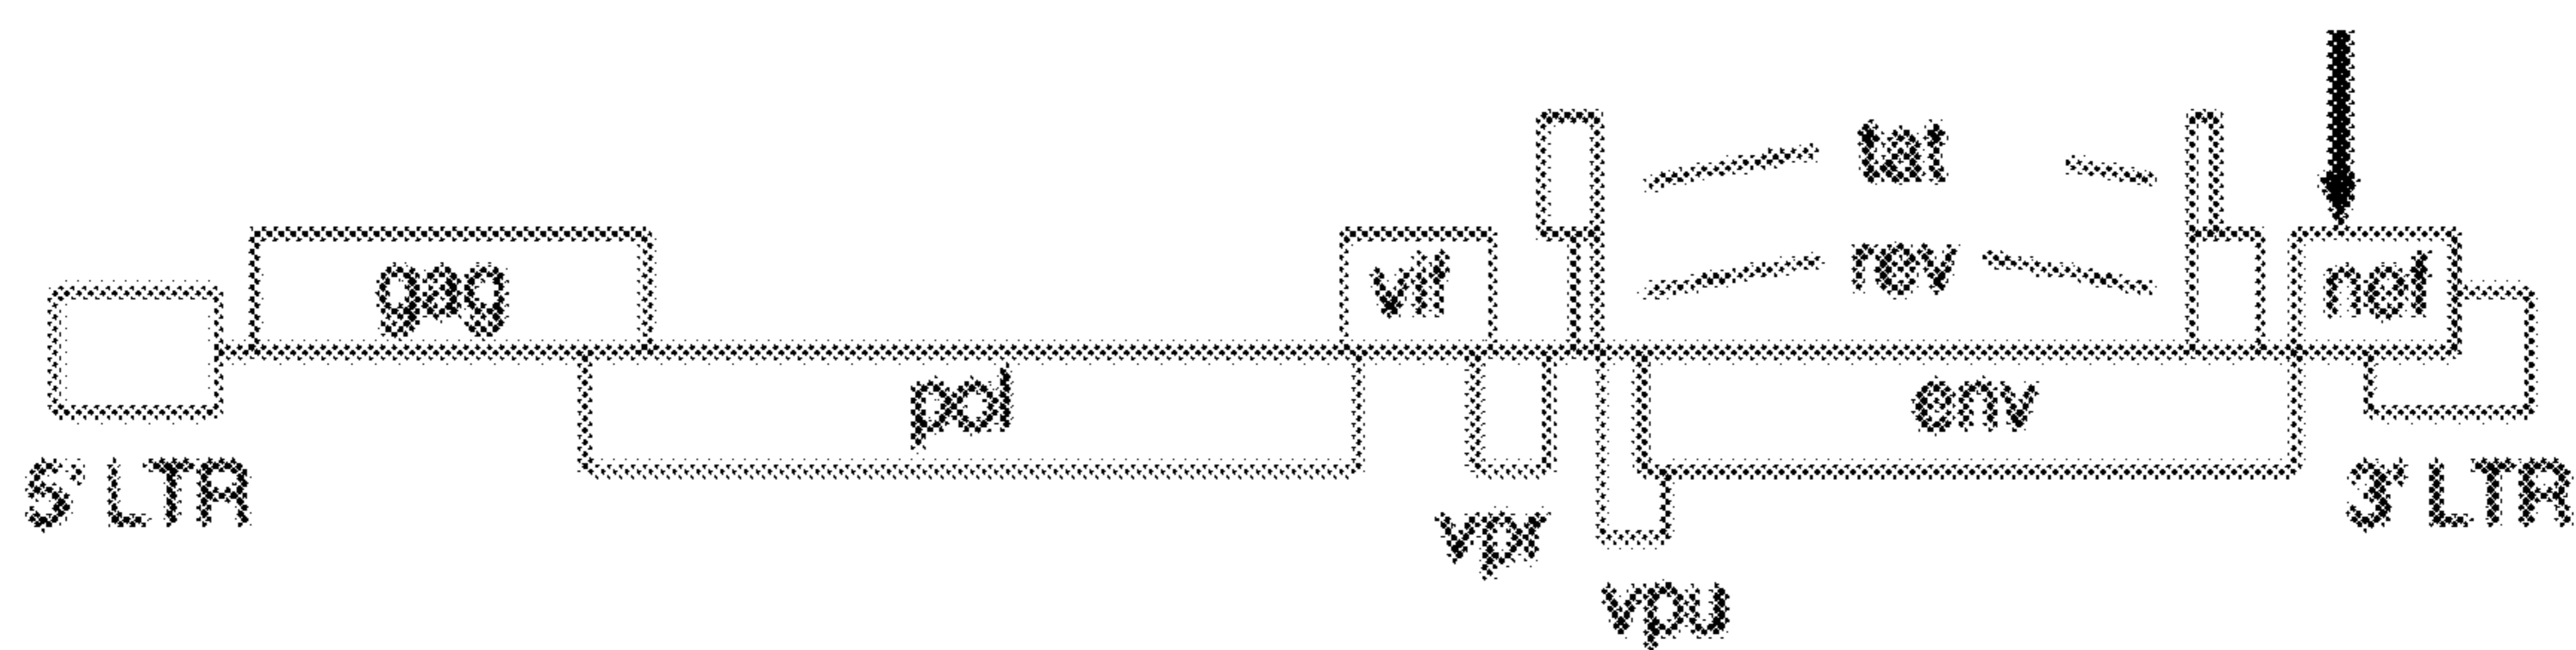 tat
rev
gag
vif
nef
pol
env
5' LTR
3' LTR
vpr
vpu